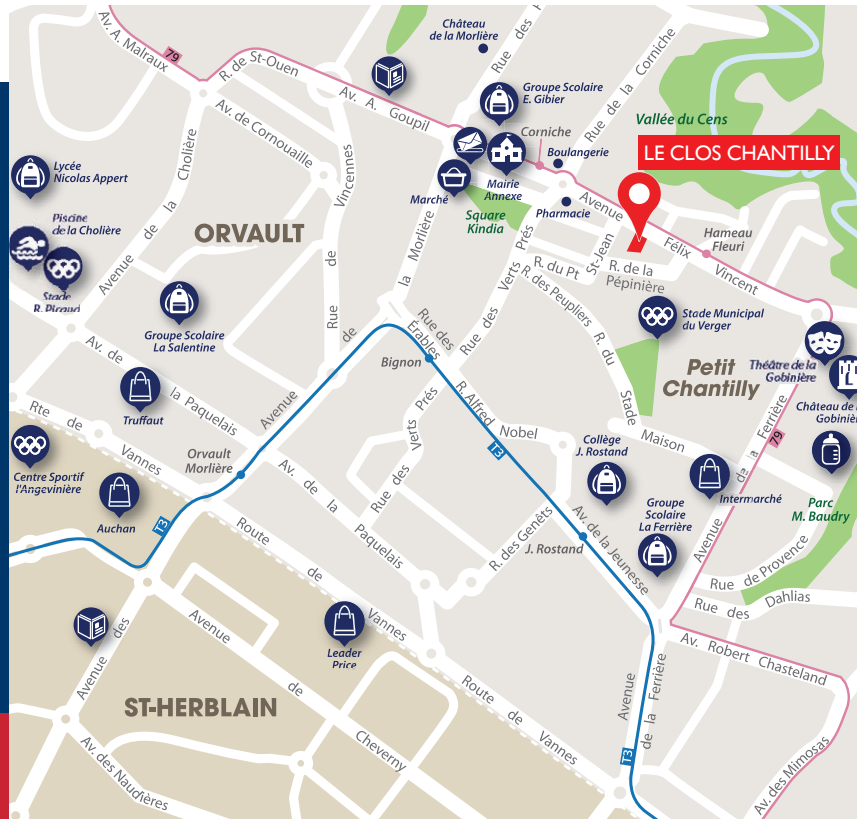 Av. A. Malraux
79
R. de St-Ouen
Av. A. Goupil
Château
de la Morlière
Rue des P
Groupe Scolaire
E. Gibier
Rue de la Corniche
Corniche
Boulangerie
Vallée du Cens
LE CLOS CHANTILLY
Lycée
Nicolas Appert
Piscine
de la Cholière
Stade
R. Picaud
Avenue de la Cholière
Av. de Cornouaille
ORVAULT
Rue de Vincennes
Marché
Mairie
Annexe
Square
Kindia
Pharmacie
Avenue Félix Vincent
Hameau
Fleuri
St-Jean
R. du Pt
R. de la
Pépinière
R. des Peupliers
R. du Stade
Rue des Verts Prés
Avenue de la Morlière
Groupe Scolaire
La Salentine
Rue des
Érables
Bignon
Stade Municipal
du Verger
Petit
Chantilly
Théâtre de la
Gobinière
Château de la
Gobinièr
Av. de la Paquelais
Truffaut
Rte de Vannes
Centre Sportif
l'Angevinière
Auchan
Orvault
Morlière
T3
Rue des Verts Prés
R. Alfred Nobel
T3
Collège
J. Rostand
Maison
Intermarché
79
Avenue de la Ferrière
Parc
M. Baudry
Groupe
Scolaire
La Ferrière
Av. de la Paquelais
R. des Genêts
J. Rostand
Av. de la Jeunesse
Rue de Provence
Rue des Dahlias
Route de Vannes
Leader
Price
Avenue des
Avenue de Cheverny
ST-HERBLAIN
Av. des Naudières
Route de Vannes
Avenue de la Ferrière
T3
Av. Robert Chasteland
Av. des Mimosas